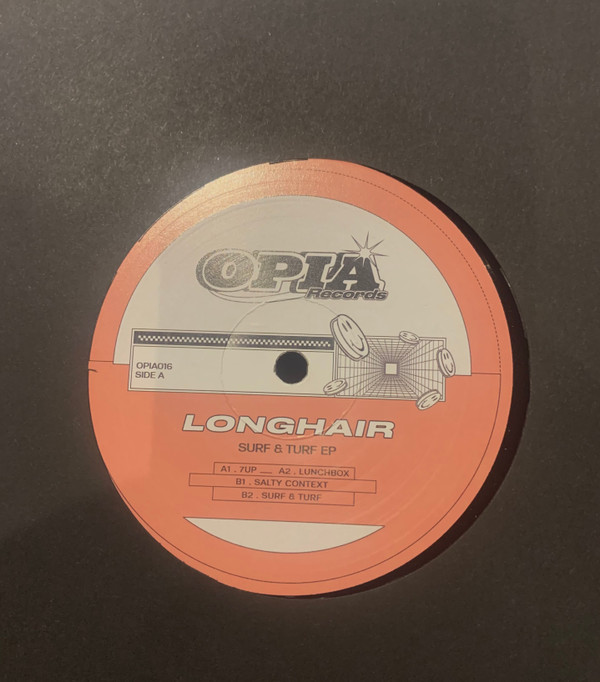 OPIA
Records
OPIA016
SIDE A
LONGHAIR
SURF & TURF EP
A1 . 7UP — A2 . LUNCHBOX
B1 . SALTY CONTEXT
B2 . SURF & TURF